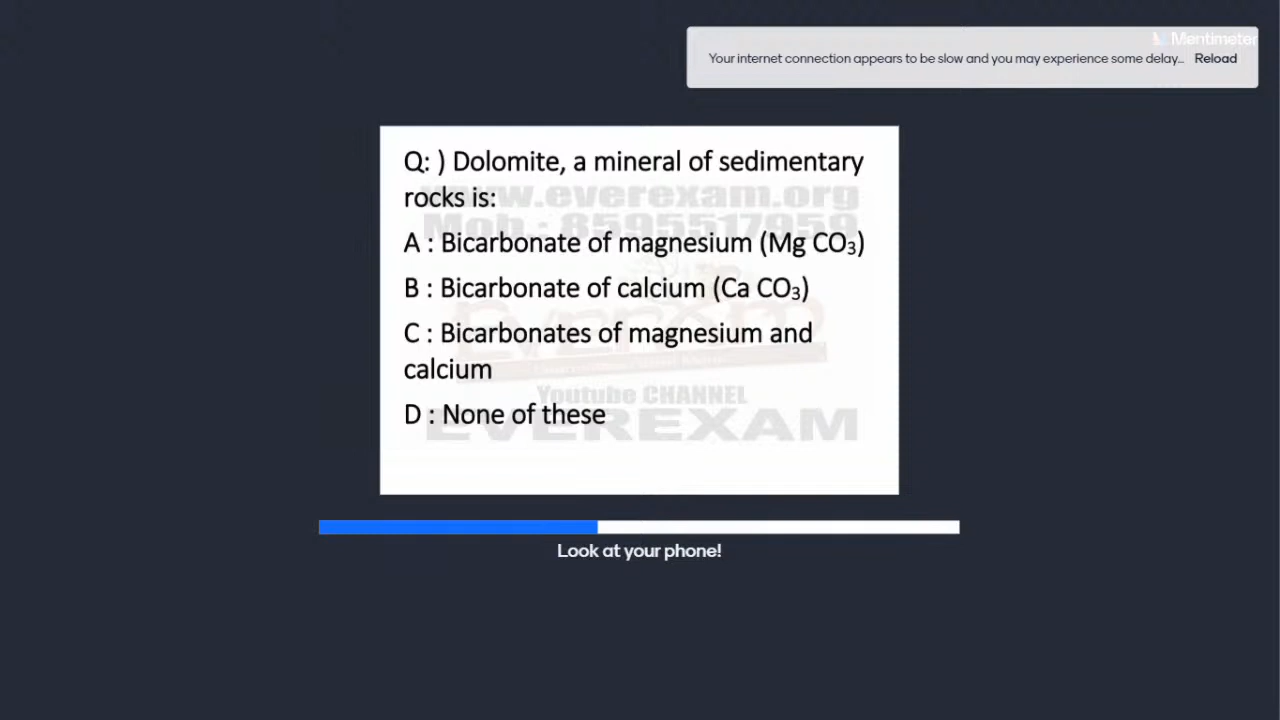 Mentimeter
Your internet connection appears to be slow and you may experience some delay... Reload
Q: ) Dolomite, a mineral of sedimentary
rocks is:
www.everexam.org
Mob.: 8595517959
A : Bicarbonate of magnesium (Mg CO₃)
B : Bicarbonate of calcium (Ca CO₃)
C : Bicarbonates of magnesium and
calcium
Youtube CHANNEL
D : None of these
EVEREXAM
Look at your phone!